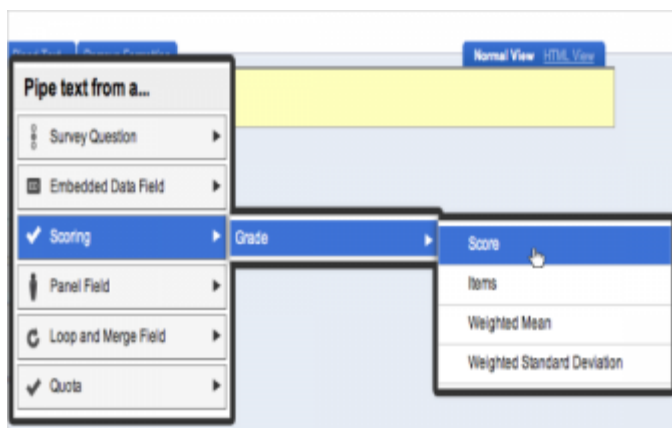 Normal View HTML View
Pipe text from a...
Survey Question
Embedded Data Field
Scoring
Grade
Score
Items
Panel Field
Weighted Mean
Loop and Merge Field
Weighted Standard Deviation
Quota